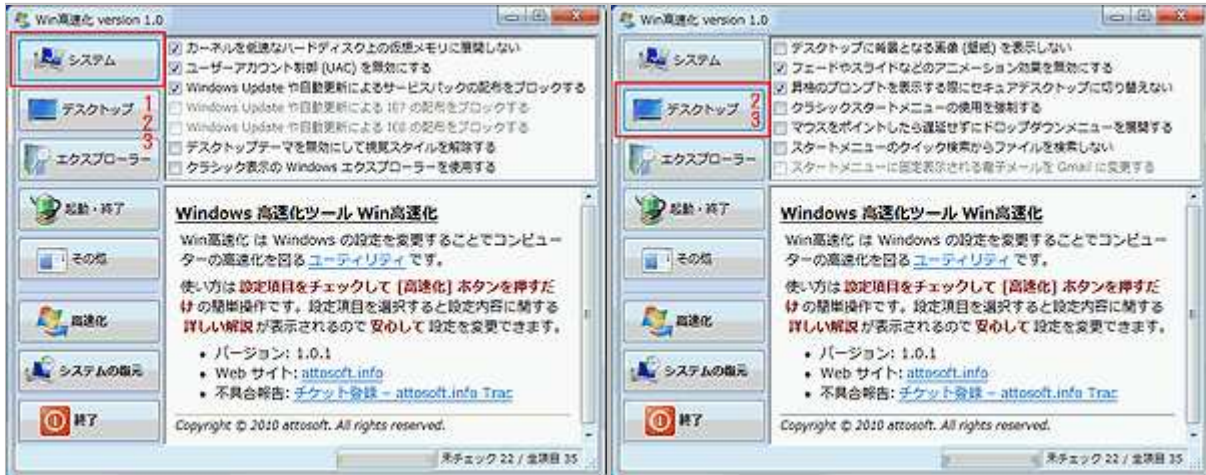 Win高速化 version 1.0
システム
デスクトップ
1
2
3
エクスプローラー
起動・終了
その他
高速化
システムの復元
終了
カーネルを低速なハードディスク上の仮想メモリに展開しない
ユーザーアカウント制御 (UAC) を無効にする
Windows Update や自動更新によるサービスパックの配布をブロックする
Windows Update や自動更新による IE7 の配布をブロックする
Windows Update や自動更新による IE8 の配布をブロックする
デスクトップテーマを無効にして視覚スタイルを解除する
クラシック表示の Windows エクスプローラーを使用する
Windows 高速化ツール Win高速化
Win高速化 は Windows の設定を変更することでコンピュー
ターの高速化を図る ユーティリティ です。
使い方は 設定項目をチェックして [高速化] ボタンを押すだ
け の簡単操作です。設定項目を選択すると設定内容に関する
詳しい解説 が表示されるので 安心して 設定を変更できます。
• バージョン: 1.0.1
• Web サイト: attosoft.info
• 不具合報告: チケット登録 – attosoft.info Trac
Copyright © 2010 attosoft. All rights reserved.
未チェック 22 / 全項目 35
Win高速化 version 1.0
システム
デスクトップ
2
3
エクスプローラー
起動・終了
その他
高速化
システムの復元
終了
デスクトップに背景となる画像 (壁紙) を表示しない
フェードやスライドなどのアニメーション効果を無効にする
昇格のプロンプトを表示する際にセキュアデスクトップに切り替えない
クラシックスタートメニューの使用を強制する
マウスをポイントしたら遅延せずにドロップダウンメニューを展開する
スタートメニューのクイック検索からファイルを検索しない
スタートメニューに固定表示される電子メールを Gmail に変更する
Windows 高速化ツール Win高速化
Win高速化 は Windows の設定を変更することでコンピュー
ターの高速化を図る ユーティリティ です。
使い方は 設定項目をチェックして [高速化] ボタンを押すだ
け の簡単操作です。設定項目を選択すると設定内容に関する
詳しい解説 が表示されるので 安心して 設定を変更できます。
• バージョン: 1.0.1
• Web サイト: attosoft.info
• 不具合報告: チケット登録 – attosoft.info Trac
Copyright © 2010 attosoft. All rights reserved.
未チェック 22 / 全項目 35